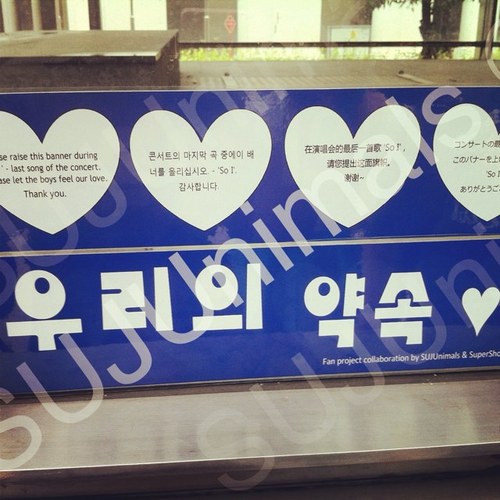 se raise this banner during
' - last song of the concert.
ase let the boys feel our love.
Thank you.
콘서트의 마지막 곡 중에이 배
너를 올리십시오 - 'So I'.
감사합니다.
在演唱会的最后一首歌 'So I',
请您提出这面旗帜.
谢谢~
コンサートの最
このバナーを上
'So I'
ありがとうご
우리의 약속
Fan project collaboration by SUJUnimals & SuperSho
SUJUnimals